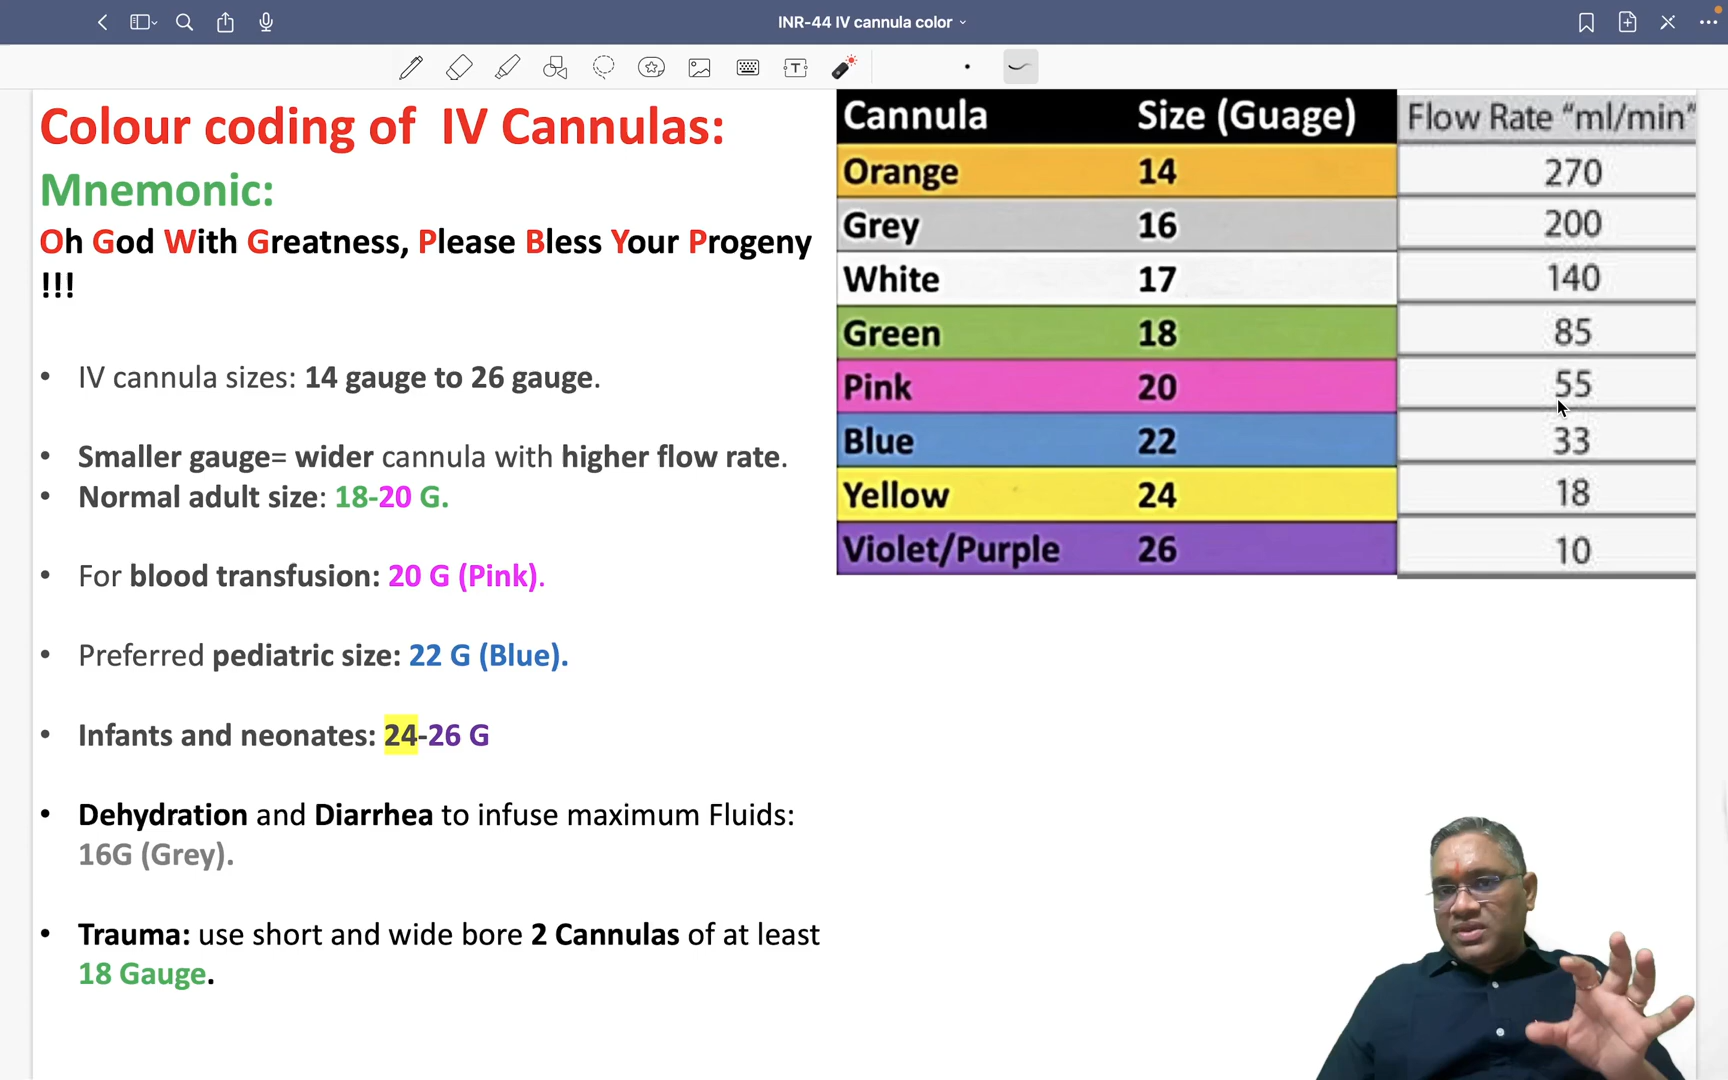 INR-44 IV cannula color
Colour coding of IV Cannulas:
Mnemonic:
Oh God With Greatness, Please Bless Your Progeny
!!!
• IV cannula sizes: 14 gauge to 26 gauge.
• Smaller gauge= wider cannula with higher flow rate.
• Normal adult size: 18-20 G.
• For blood transfusion: 20 G (Pink).
• Preferred pediatric size: 22 G (Blue).
• Infants and neonates: 24-26 G
• Dehydration and Diarrhea to infuse maximum Fluids:
16G (Grey).
• Trauma: use short and wide bore 2 Cannulas of at least
18 Gauge.
Cannula Size (Guage) Flow Rate “ml/min”
Orange 14 270
Grey 16 200
White 17 140
Green 18 85
Pink 20 55
Blue 22 33
Yellow 24 18
Violet/Purple 26 10